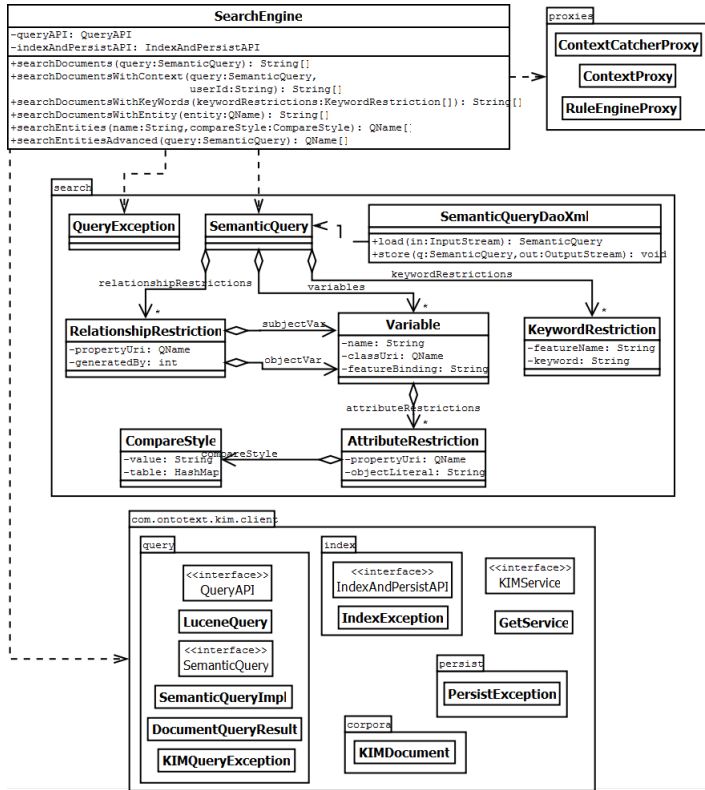 SearchEngine
-queryAPI: QueryAPI
-indexAndPersistAPI: IndexAndPersistAPI
+searchDocuments(query:SemanticQuery): String[]
+searchDocumentsWithContext(query:SemanticQuery,
userId:String): String[]
+searchDocumentsWithKeyWords(keywordRestrictions:KeywordRestriction[]): String[]
+searchDocumentsWithEntity(entity:QName): String[]
+searchEntities(name:String,compareStyle:CompareStyle): QName[]
+searchEntitiesAdvanced(query:SemanticQuery): QName[]
proxies
ContextCatcherProxy
ContextProxy
RuleEngineProxy
search
QueryException
SemanticQuery
SemanticQueryDaoXml
+load(in:InputStream): SemanticQuery
+store(q:SemanticQuery,out:OutputStream): void
relationshipRestrictions
variables
keywordRestrictions
*
*
*
RelationshipRestriction
-propertyUri: QName
-generatedBy: int
subjectVar
objectVar
Variable
-name: String
-classUri: QName
-featureBinding: String
KeywordRestriction
-featureName: String
-keyword: String
attributeRestrictions
*
CompareStyle
-value: String
-table: HashMap
compareStyle
AttributeRestriction
-propertyUri: QName
-objectLiteral: String
com.ontotext.kim.client
query
<<interface>>
QueryAPI
LuceneQuery
<<interface>>
SemanticQuery
SemanticQueryImpl
DocumentQueryResult
KIMQueryException
index
<<interface>>
IndexAndPersistAPI
IndexException
<<interface>>
KIMService
GetService
persist
PersistException
corpora
KIMDocument